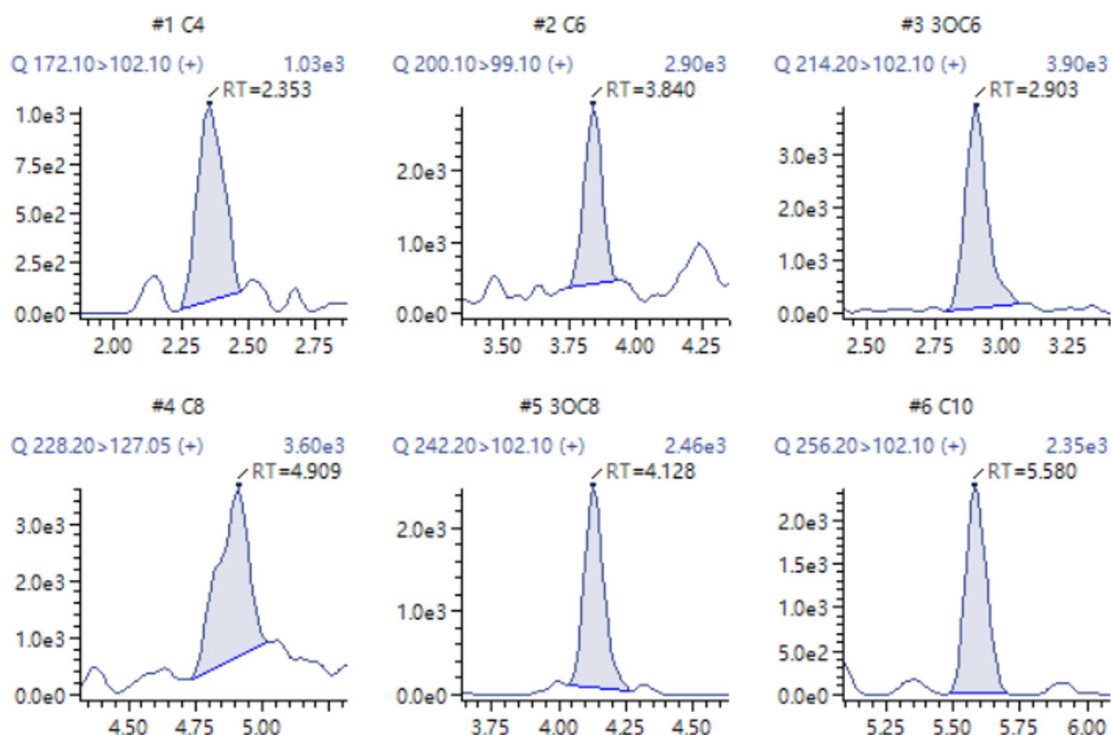 #1 C4
Q 172.10>102.10 (+) 1.03e3
RT=2.353
1.0e3
7.5e2
5.0e2
2.5e2
0.0e0
2.00 2.25 2.50 2.75
#2 C6
Q 200.10>99.10 (+) 2.90e3
RT=3.840
2.0e3
1.0e3
0.0e0
3.50 3.75 4.00 4.25
#3 3OC6
Q 214.20>102.10 (+) 3.90e3
RT=2.903
3.0e3
2.0e3
1.0e3
0.0e0
2.50 2.75 3.00 3.25
#4 C8
Q 228.20>127.05 (+) 3.60e3
RT=4.909
3.0e3
2.0e3
1.0e3
0.0e0
4.50 5.00
#5 3OC8
Q 242.20>102.10 (+) 2.46e3
RT=4.128
2.0e3
1.0e3
0.0e0
3.75 4.00 4.25 4.50
#6 C10
Q 256.20>102.10 (+) 2.35e3
RT=5.580
2.0e3
1.5e3
1.0e3
5.0e2
0.0e0
5.25 5.50 5.75 6.00